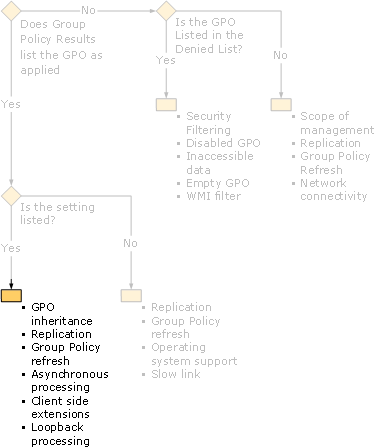 Does Group
Policy Results
list the GPO as
applied
No
Is the GPO
Listed in the
Denied List?
Yes
No
Yes
▪ Security
Filtering
▪ Disabled GPO
▪ Inaccessible
data
▪ Empty GPO
▪ WMI filter
▪ Scope of
management
▪ Replication
▪ Group Policy
Refresh
▪ Network
connectivity
Is the setting
listed?
Yes
No
▪ GPO
inheritance
▪ Replication
▪ Group Policy
refresh
▪ Asynchronous
processing
▪ Client side
extensions
▪ Loopback
processing
▪ Replication
▪ Group Policy
refresh
▪ Operating
system support
▪ Slow link